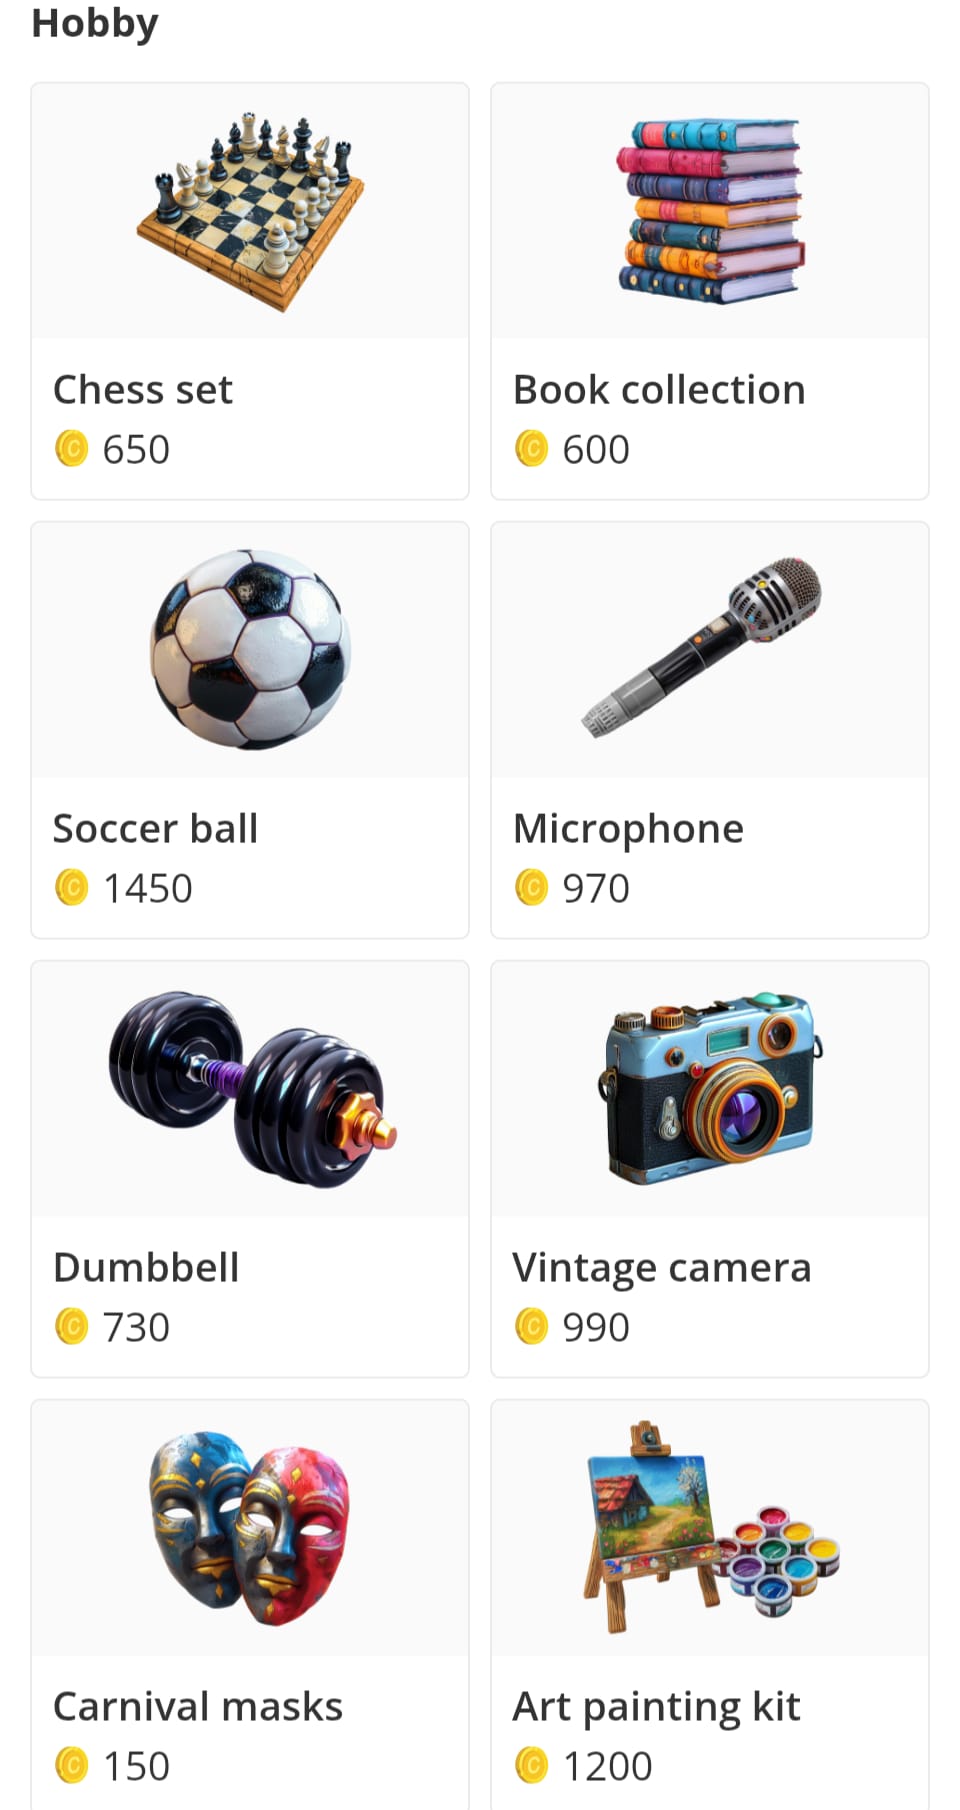 Hobby
Chess set
650
Book collection
600
Soccer ball
1450
Microphone
970
Dumbbell
730
Vintage camera
990
Carnival masks
150
Art painting kit
1200